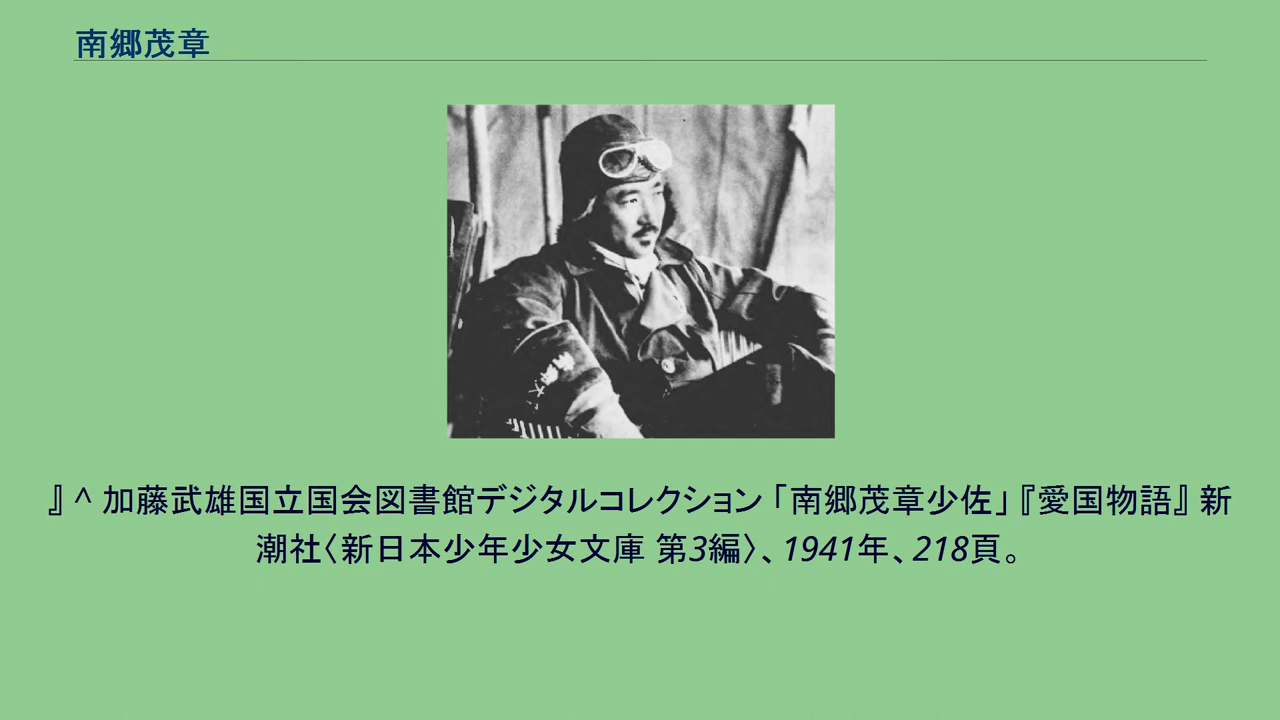 南郷茂章
』^ 加藤武雄国立国会図書館デジタルコレクション「南郷茂章少佐」『愛国物語』 新
潮社〈新日本少年少女文庫 第3編〉、1941年、218頁。